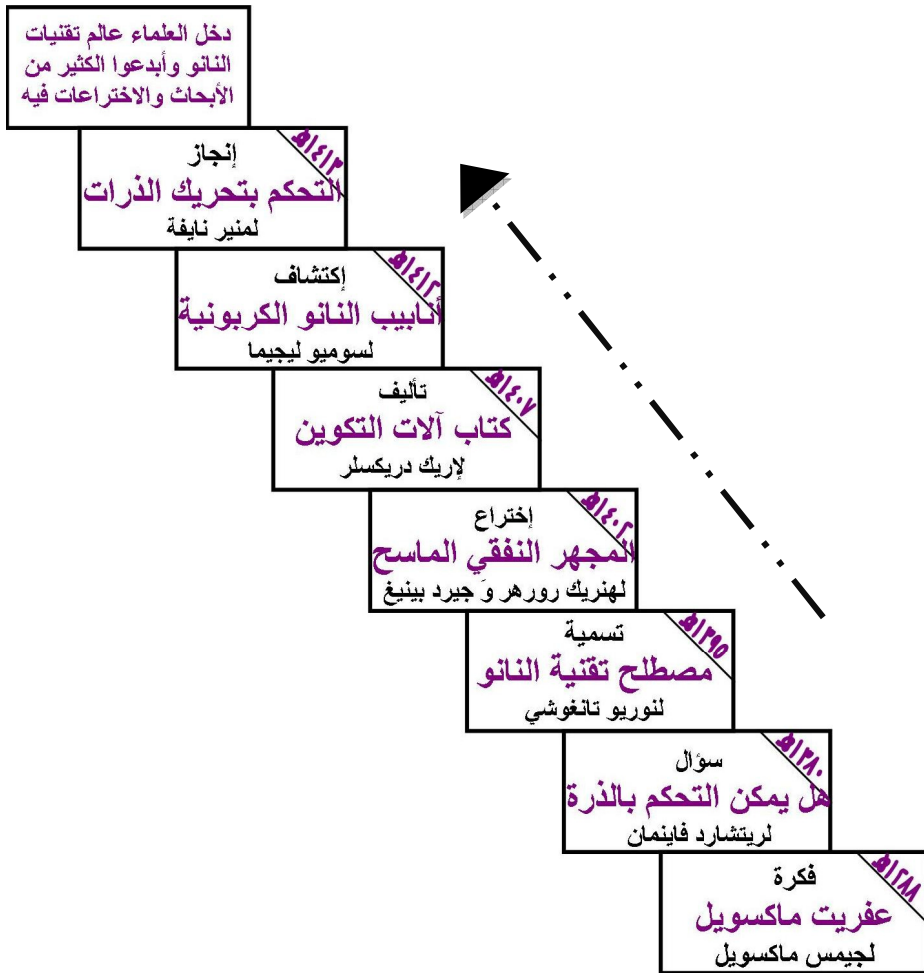 دخل العلماء عالم تقنيات
النانو وأبدعوا الكثير من
الأبحاث والاختراعات فيه
١٤١٣هـ
إنجاز
التحكم بتحريك الذرات
لمنير نايفة
١٤١٢هـ
إكتشاف
أنابيب النانو الكربونية
لسوميو ليجيما
١٤٠٧هـ
تأليف
كتاب آلات التكوين
لإريك دريكسلر
١٤٠٢هـ
إختراع
المجهر النفقي الماسح
لهنريك رورهر وَ جيرد بينيغ
١٣٩٥هـ
تسمية
مصطلح تقنية النانو
لنوريو تانغوشي
١٣٨٠هـ
سؤال
هل يمكن التحكم بالذرة
لريتشارد فاينمان
١٢٨٨هـ
فكرة
عفريت ماكسويل
لجيمس ماكسويل